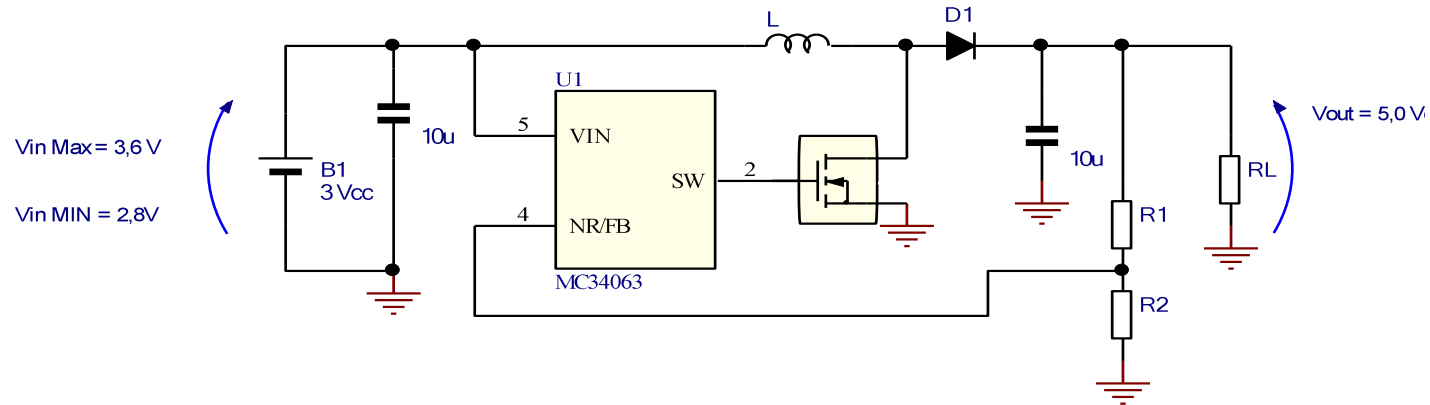 L
D1
U1
5
VIN
10u
Vin Max = 3,6 V
B1
3 Vcc
Vin MIN = 2,8V
SW
2
4
NR/FB
MC34063
10u
Vout = 5,0 V
RL
R1
R2